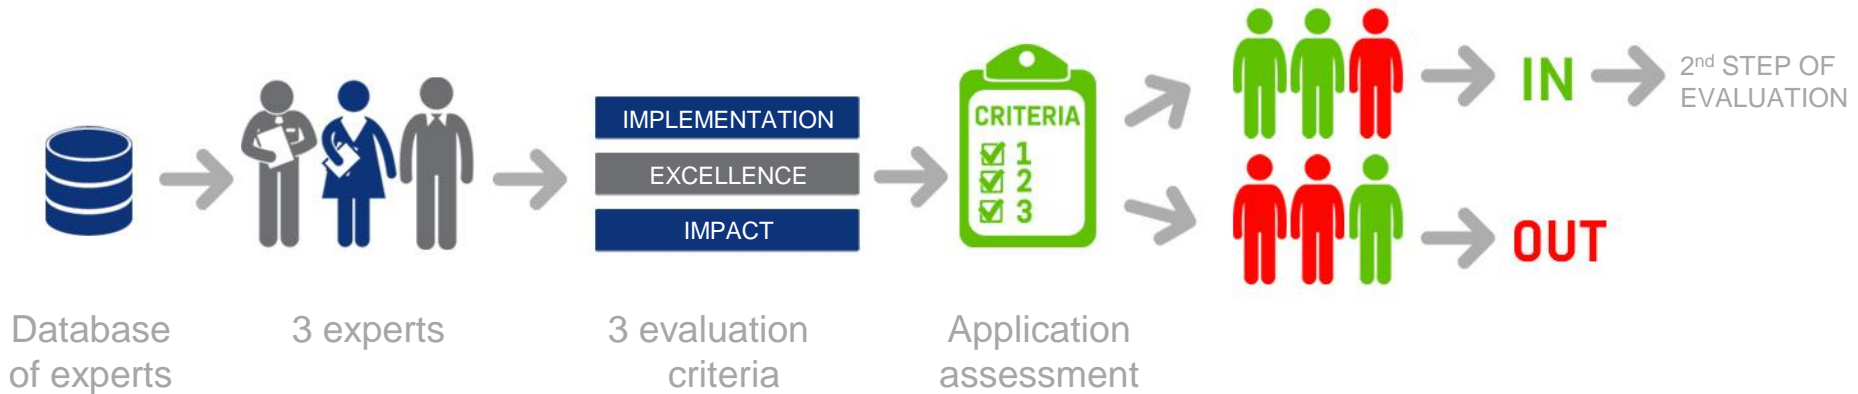 IMPLEMENTATION
EXCELLENCE
IMPACT
CRITERIA
1
2
3
IN
2nd STEP OF
EVALUATION
OUT
Database
of experts
3 experts
3 evaluation
criteria
Application
assessment